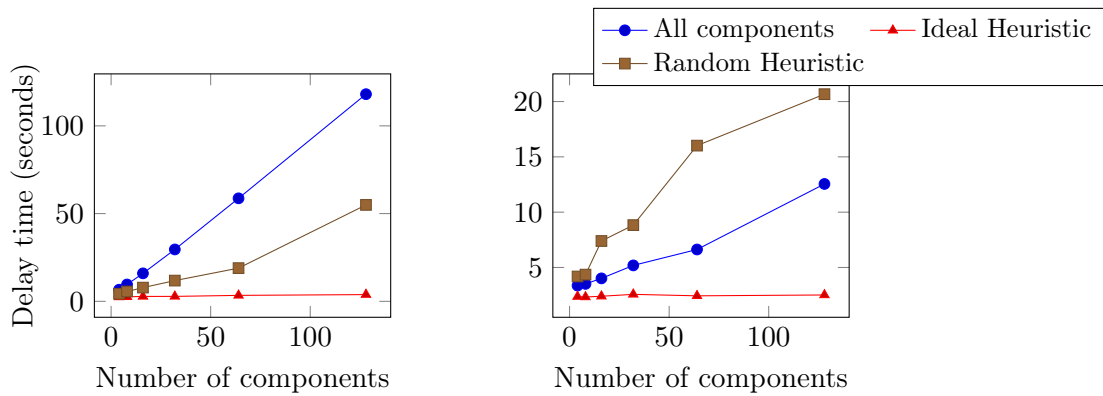 All components
Ideal Heuristic
Random Heuristic
Delay time (seconds)
100
50
0
0
50
100
Number of components
20
15
10
5
0
50
100
Number of components